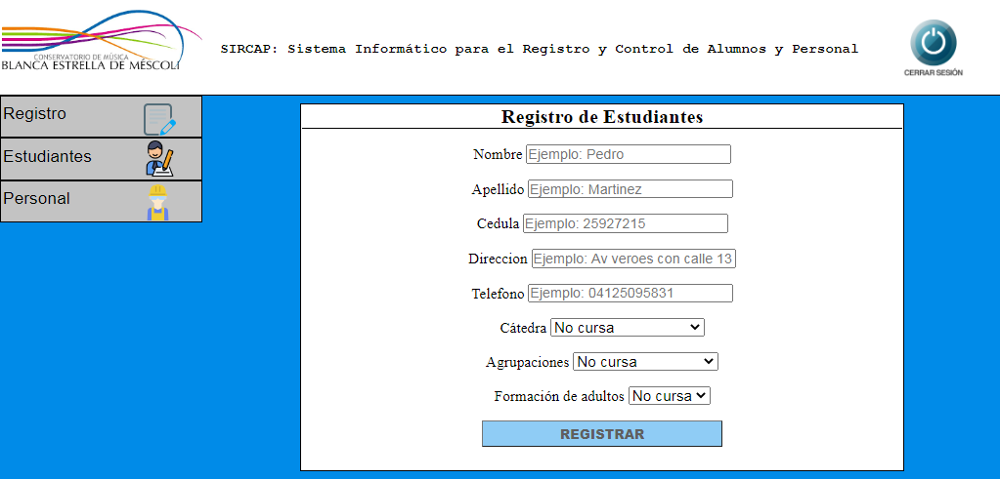 CONSERVATORIO DE MÚSICA
BLANCA ESTRELLA DE MÉSCOLI
SIRCAP: Sistema Informático para el Registro y Control de Alumnos y Personal
CERRAR SESIÓN
Registro
Estudiantes
Personal
Registro de Estudiantes
Nombre Ejemplo: Pedro
Apellido Ejemplo: Martinez
Cedula Ejemplo: 25927215
Direccion Ejemplo: Av veroes con calle 13
Telefono Ejemplo: 04125095831
Cátedra No cursa
Agrupaciones No cursa
Formación de adultos No cursa
REGISTRAR